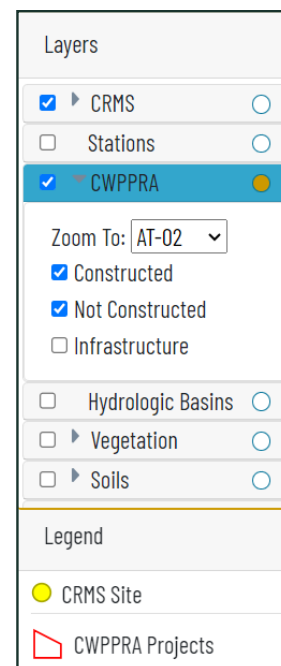 Layers
CRMS
Stations
CWPPRA
Zoom To: AT-02
Constructed
Not Constructed
Infrastructure
Hydrologic Basins
Vegetation
Soils
Legend
CRMS Site
CWPPRA Projects